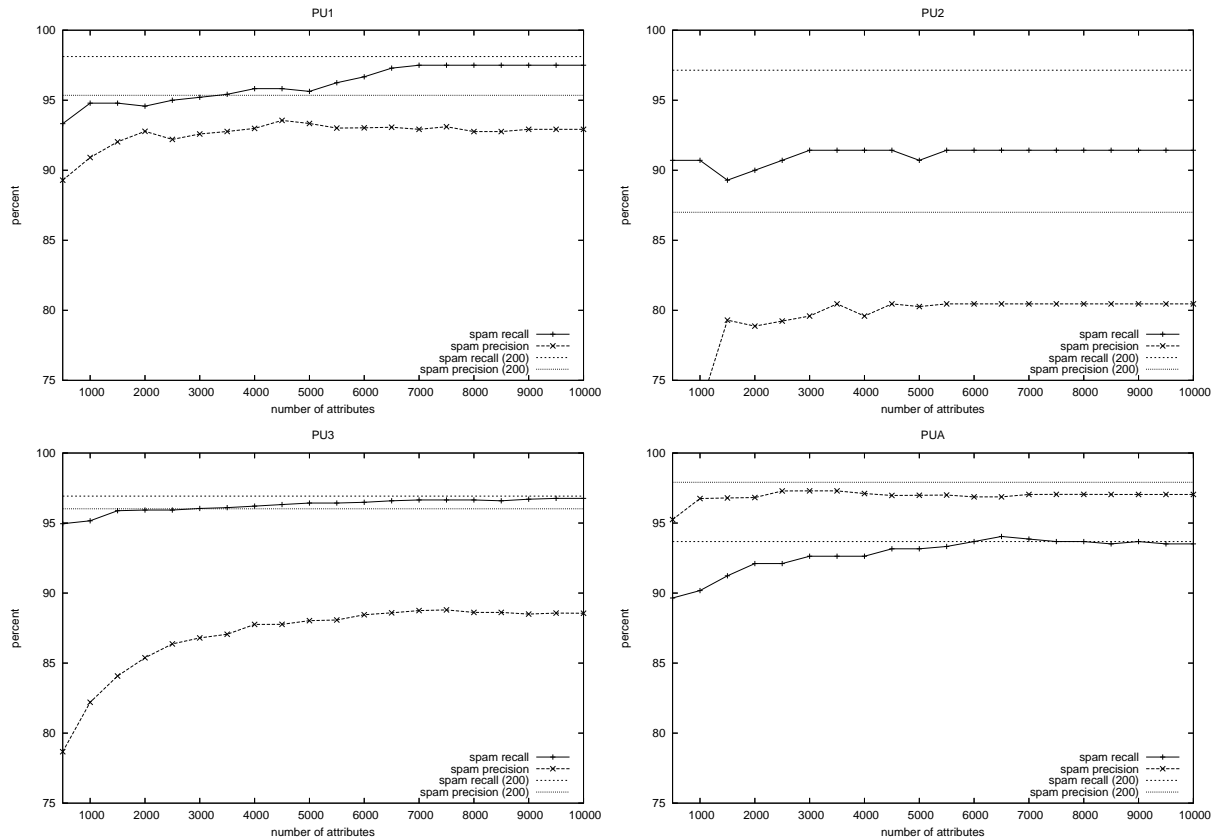 PU1
100
95
90
85
80
75
percent
spam recall
spam precision
spam recall (200)
spam precision (200)
1000 2000 3000 4000 5000 6000 7000 8000 9000 10000
number of attributes
PU2
100
95
90
85
80
75
percent
spam recall
spam precision
spam recall (200)
spam precision (200)
1000 2000 3000 4000 5000 6000 7000 8000 9000 10000
number of attributes
PU3
100
95
90
85
80
75
percent
spam recall
spam precision
spam recall (200)
spam precision (200)
1000 2000 3000 4000 5000 6000 7000 8000 9000 10000
number of attributes
PUA
100
95
90
85
80
75
percent
spam recall
spam precision
spam recall (200)
spam precision (200)
1000 2000 3000 4000 5000 6000 7000 8000 9000 10000
number of attributes